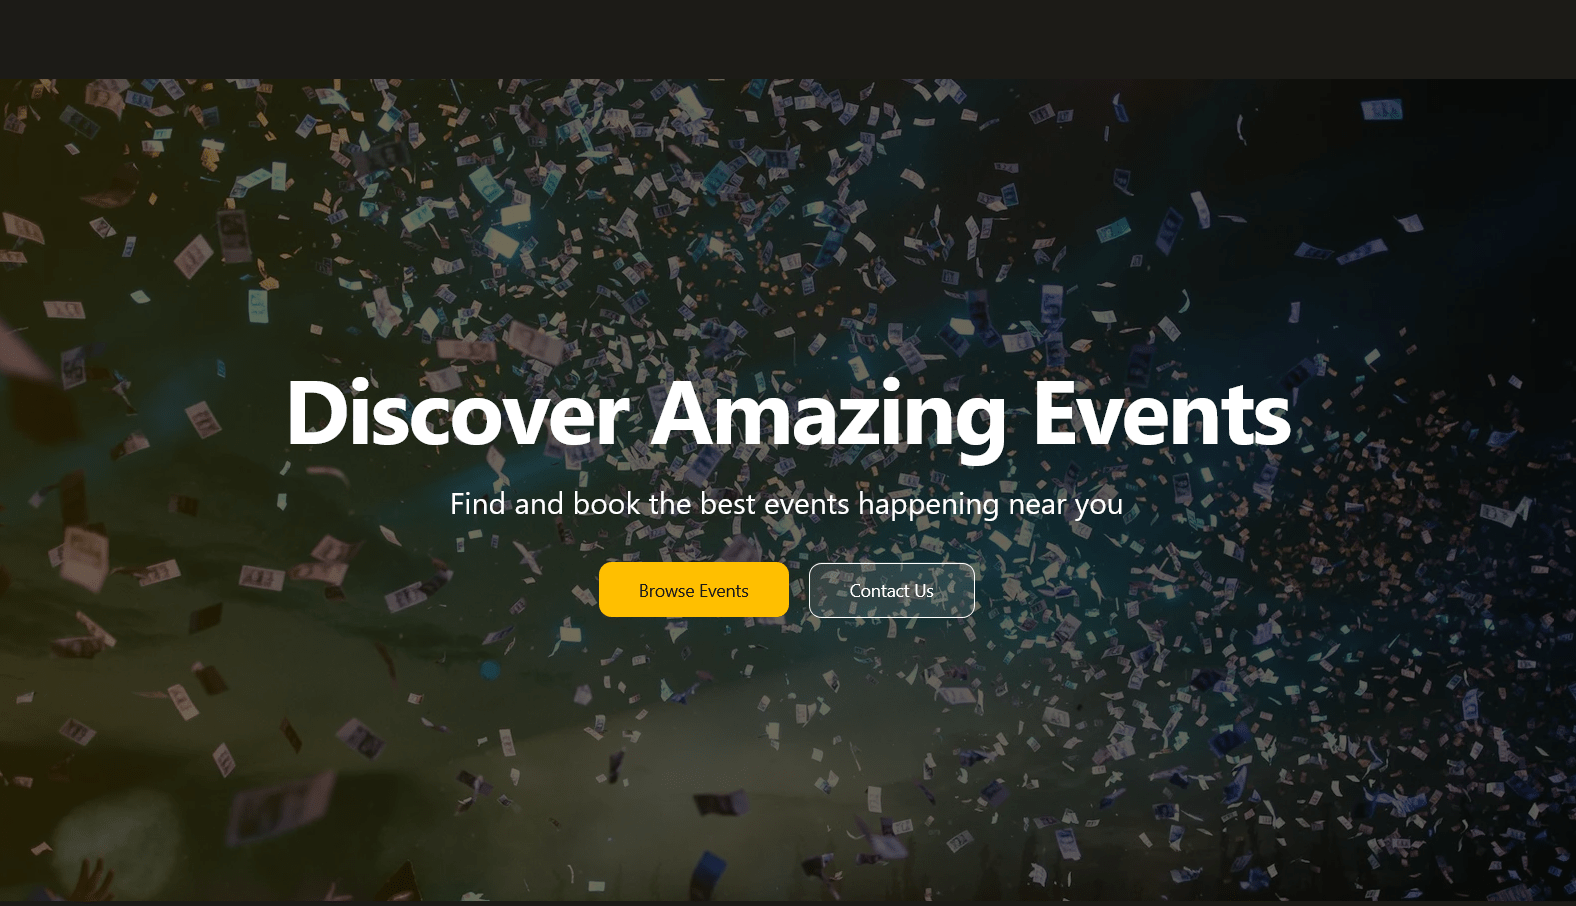 Discover Amazing Events
Find and book the best events happening near you
Browse Events
Contact Us